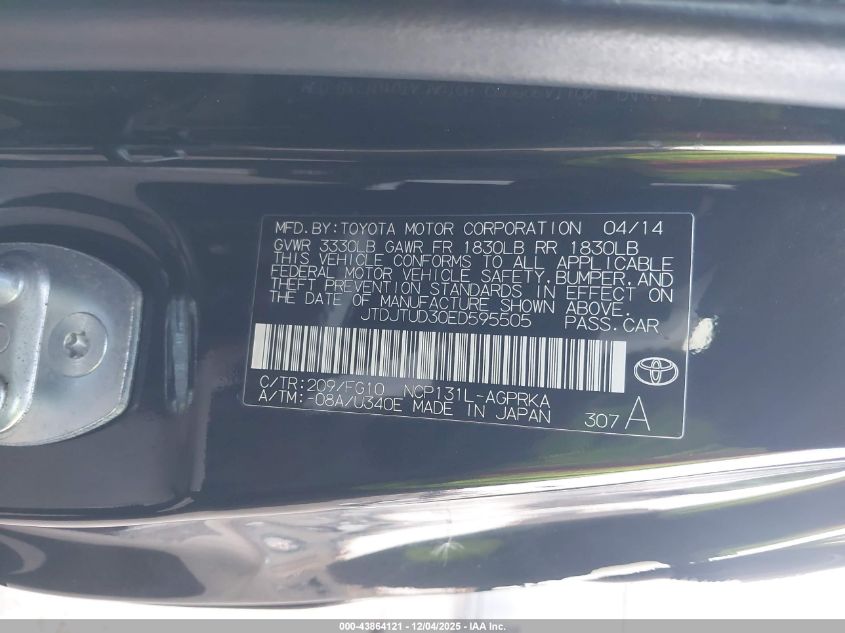 MFD.BY:TOYOTA MOTOR CORPORATION 04/14
GVWR 3330LB GAWR FR 1830LB RR 1830LB
THIS VEHICLE CONFORMS TO ALL APPLICABLE
FEDERAL MOTOR VEHICLE SAFETY,BUMPER,AND
THEFT PREVENTION STANDARDS IN EFFECT ON
THE DATE OF MANUFACTURE SHOWN ABOVE.
JTDJTUD30ED595505 PASS.CAR
C/TR:209/FG10 NCP131L-AGPRKA
A/TM:-08A/U340E MADE IN JAPAN 307 A
000-43864121 - 12/04/2025 - IAA Inc.